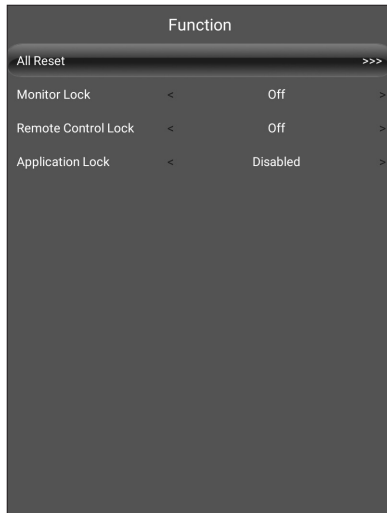 Function
All Reset >>>
Monitor Lock < Off >
Remote Control Lock < Off >
Application Lock < Disabled >